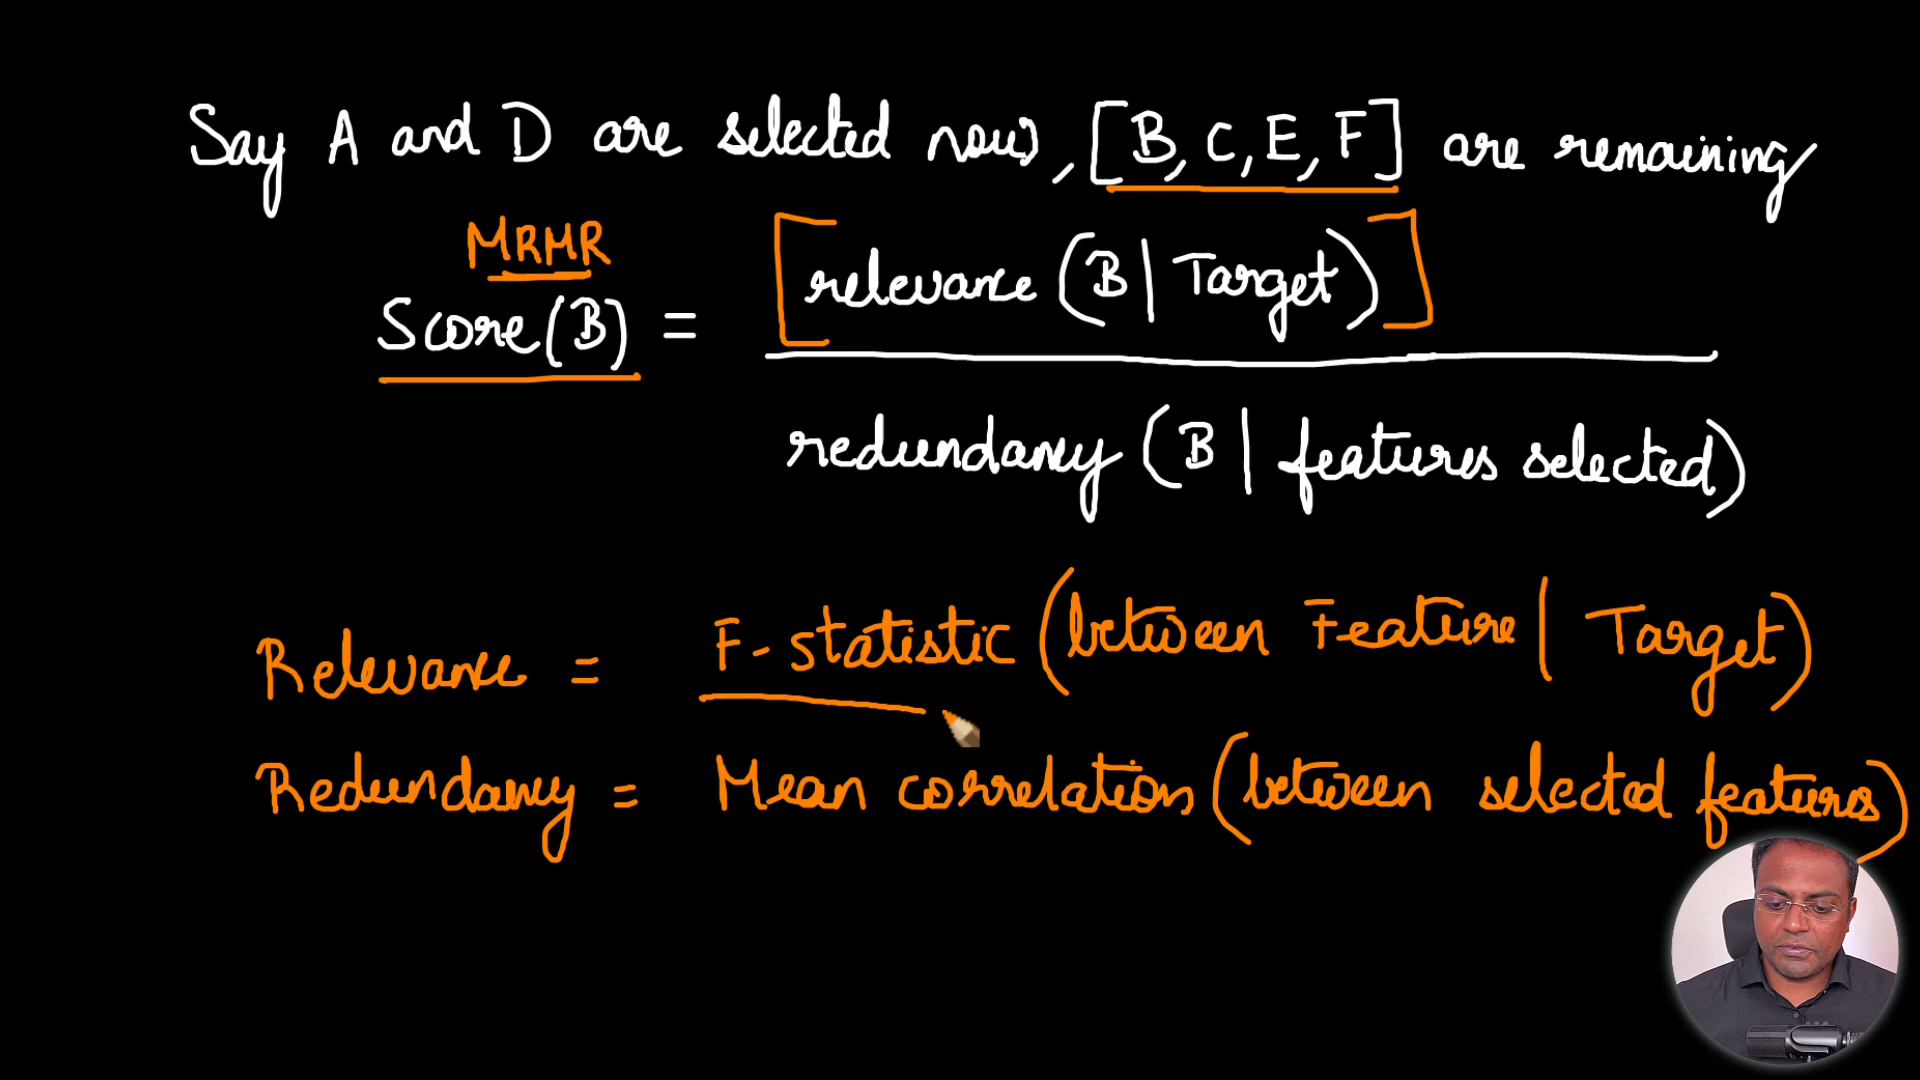 Say A and D are selected now, [B, C, E, F] are remaining
MRMR
Score(B) = [relevance (B | Target)]
redundancy (B | features selected)
Relevance = F-statistic (between Feature | Target)
Redundancy = Mean correlation (between selected features)